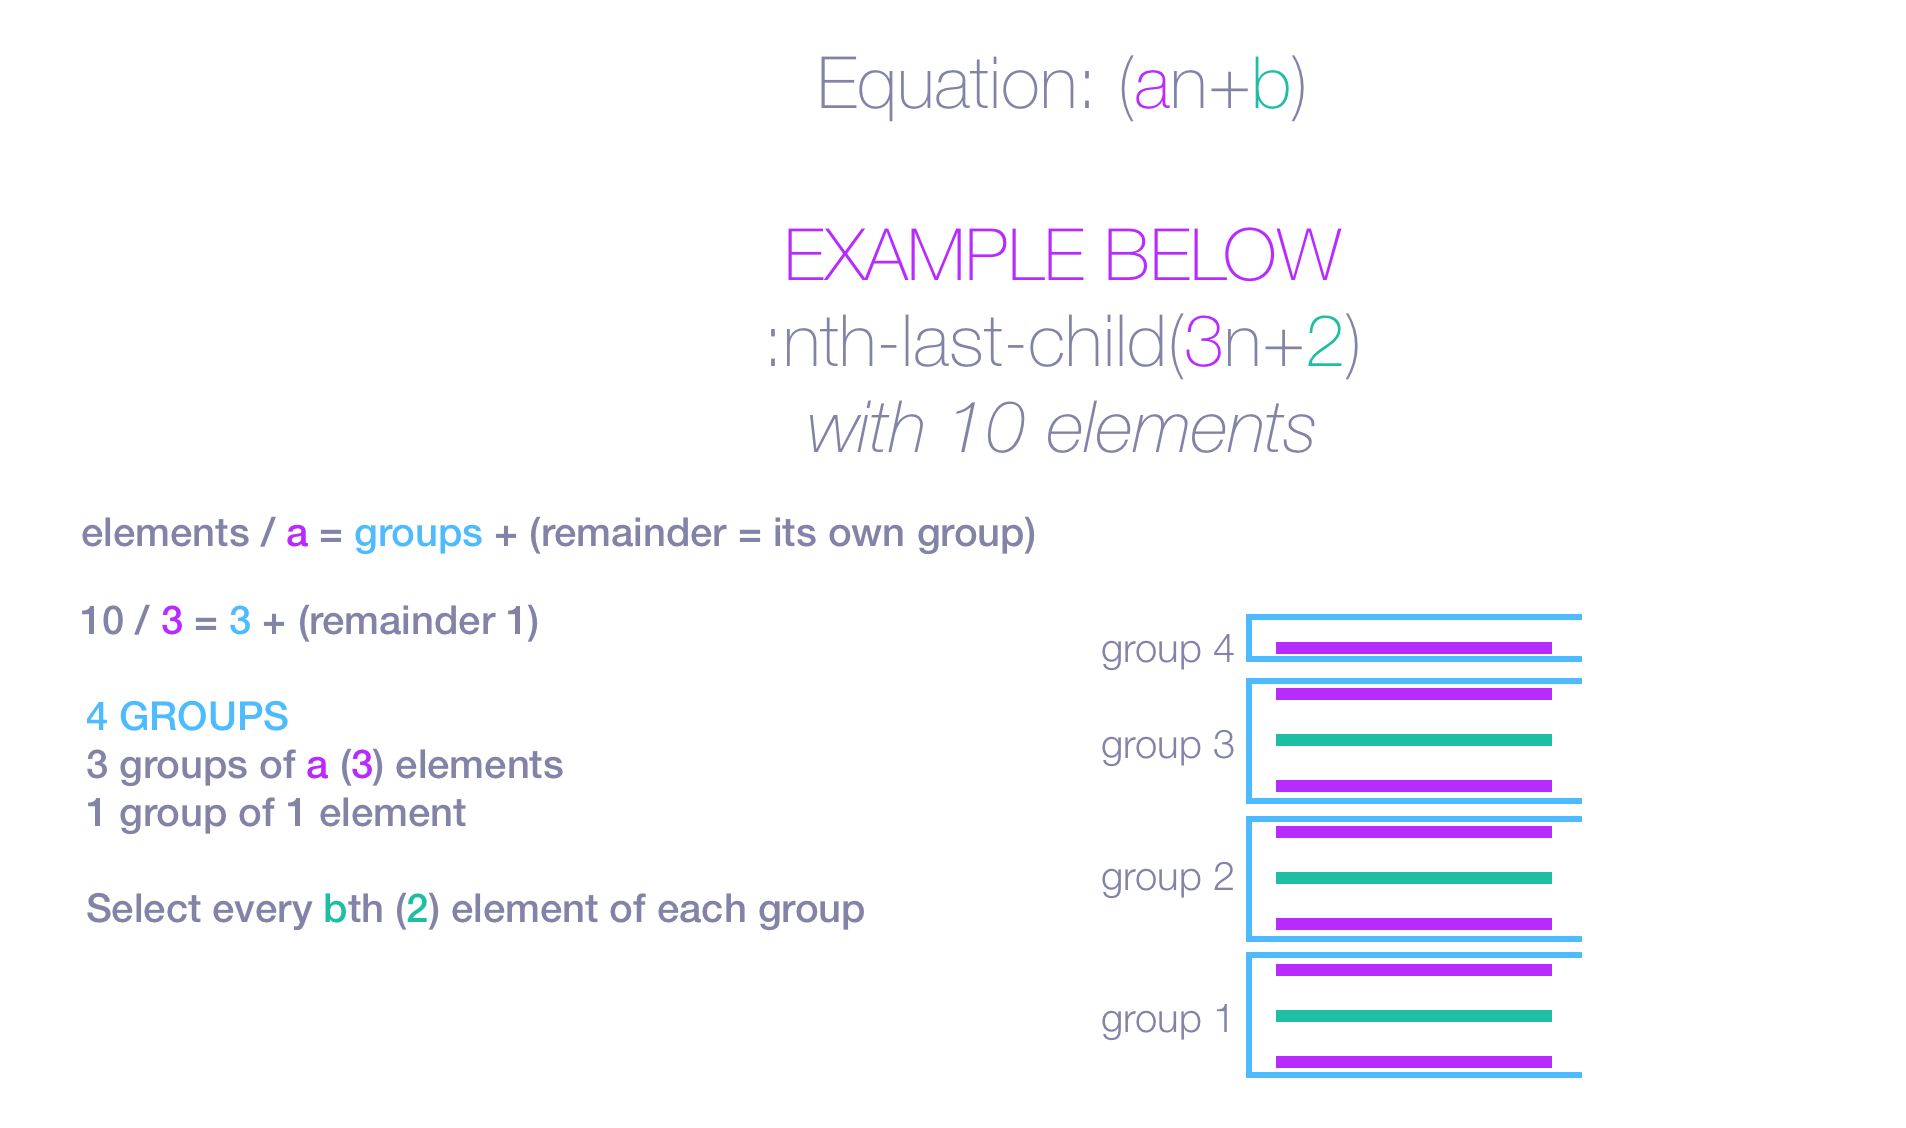 Equation: (an+b)
EXAMPLE BELOW
:nth-last-child(3n+2)
with 10 elements
elements / a = groups + (remainder = its own group)
10 / 3 = 3 + (remainder 1)
4 GROUPS
3 groups of a (3) elements
1 group of 1 element
Select every bth (2) element of each group
group 4
group 3
group 2
group 1